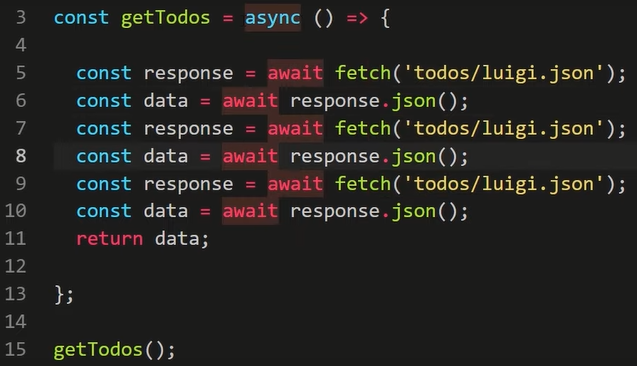 3 const getTodos = async () => {
4
5 const response = await fetch('todos/luigi.json');
6 const data = await response.json();
7 const response = await fetch('todos/luigi.json');
8 const data = await response.json();
9 const response = await fetch('todos/luigi.json');
10 const data = await response.json();
11 return data;
12
13 };
14
15 getTodos();